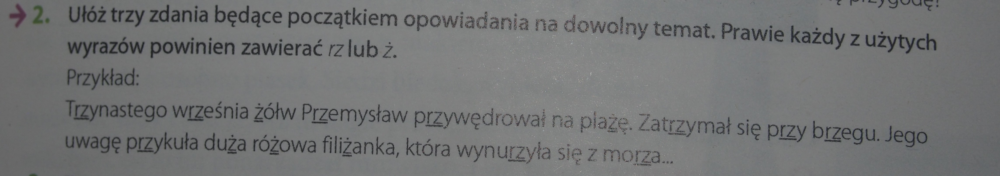 → 2. Ułóż trzy zdania będące początkiem opowiadania na dowolny temat. Prawie każdy z użytych
wyrazów powinien zawierać rz lub ż.
Przykład:
Trzynastego września żółw Przemysław przywędrował na plażę. Zatrzymał się przy brzegu. Jego
uwagę przykuła duża różowa filiżanka, która wynurzyła się z morza...